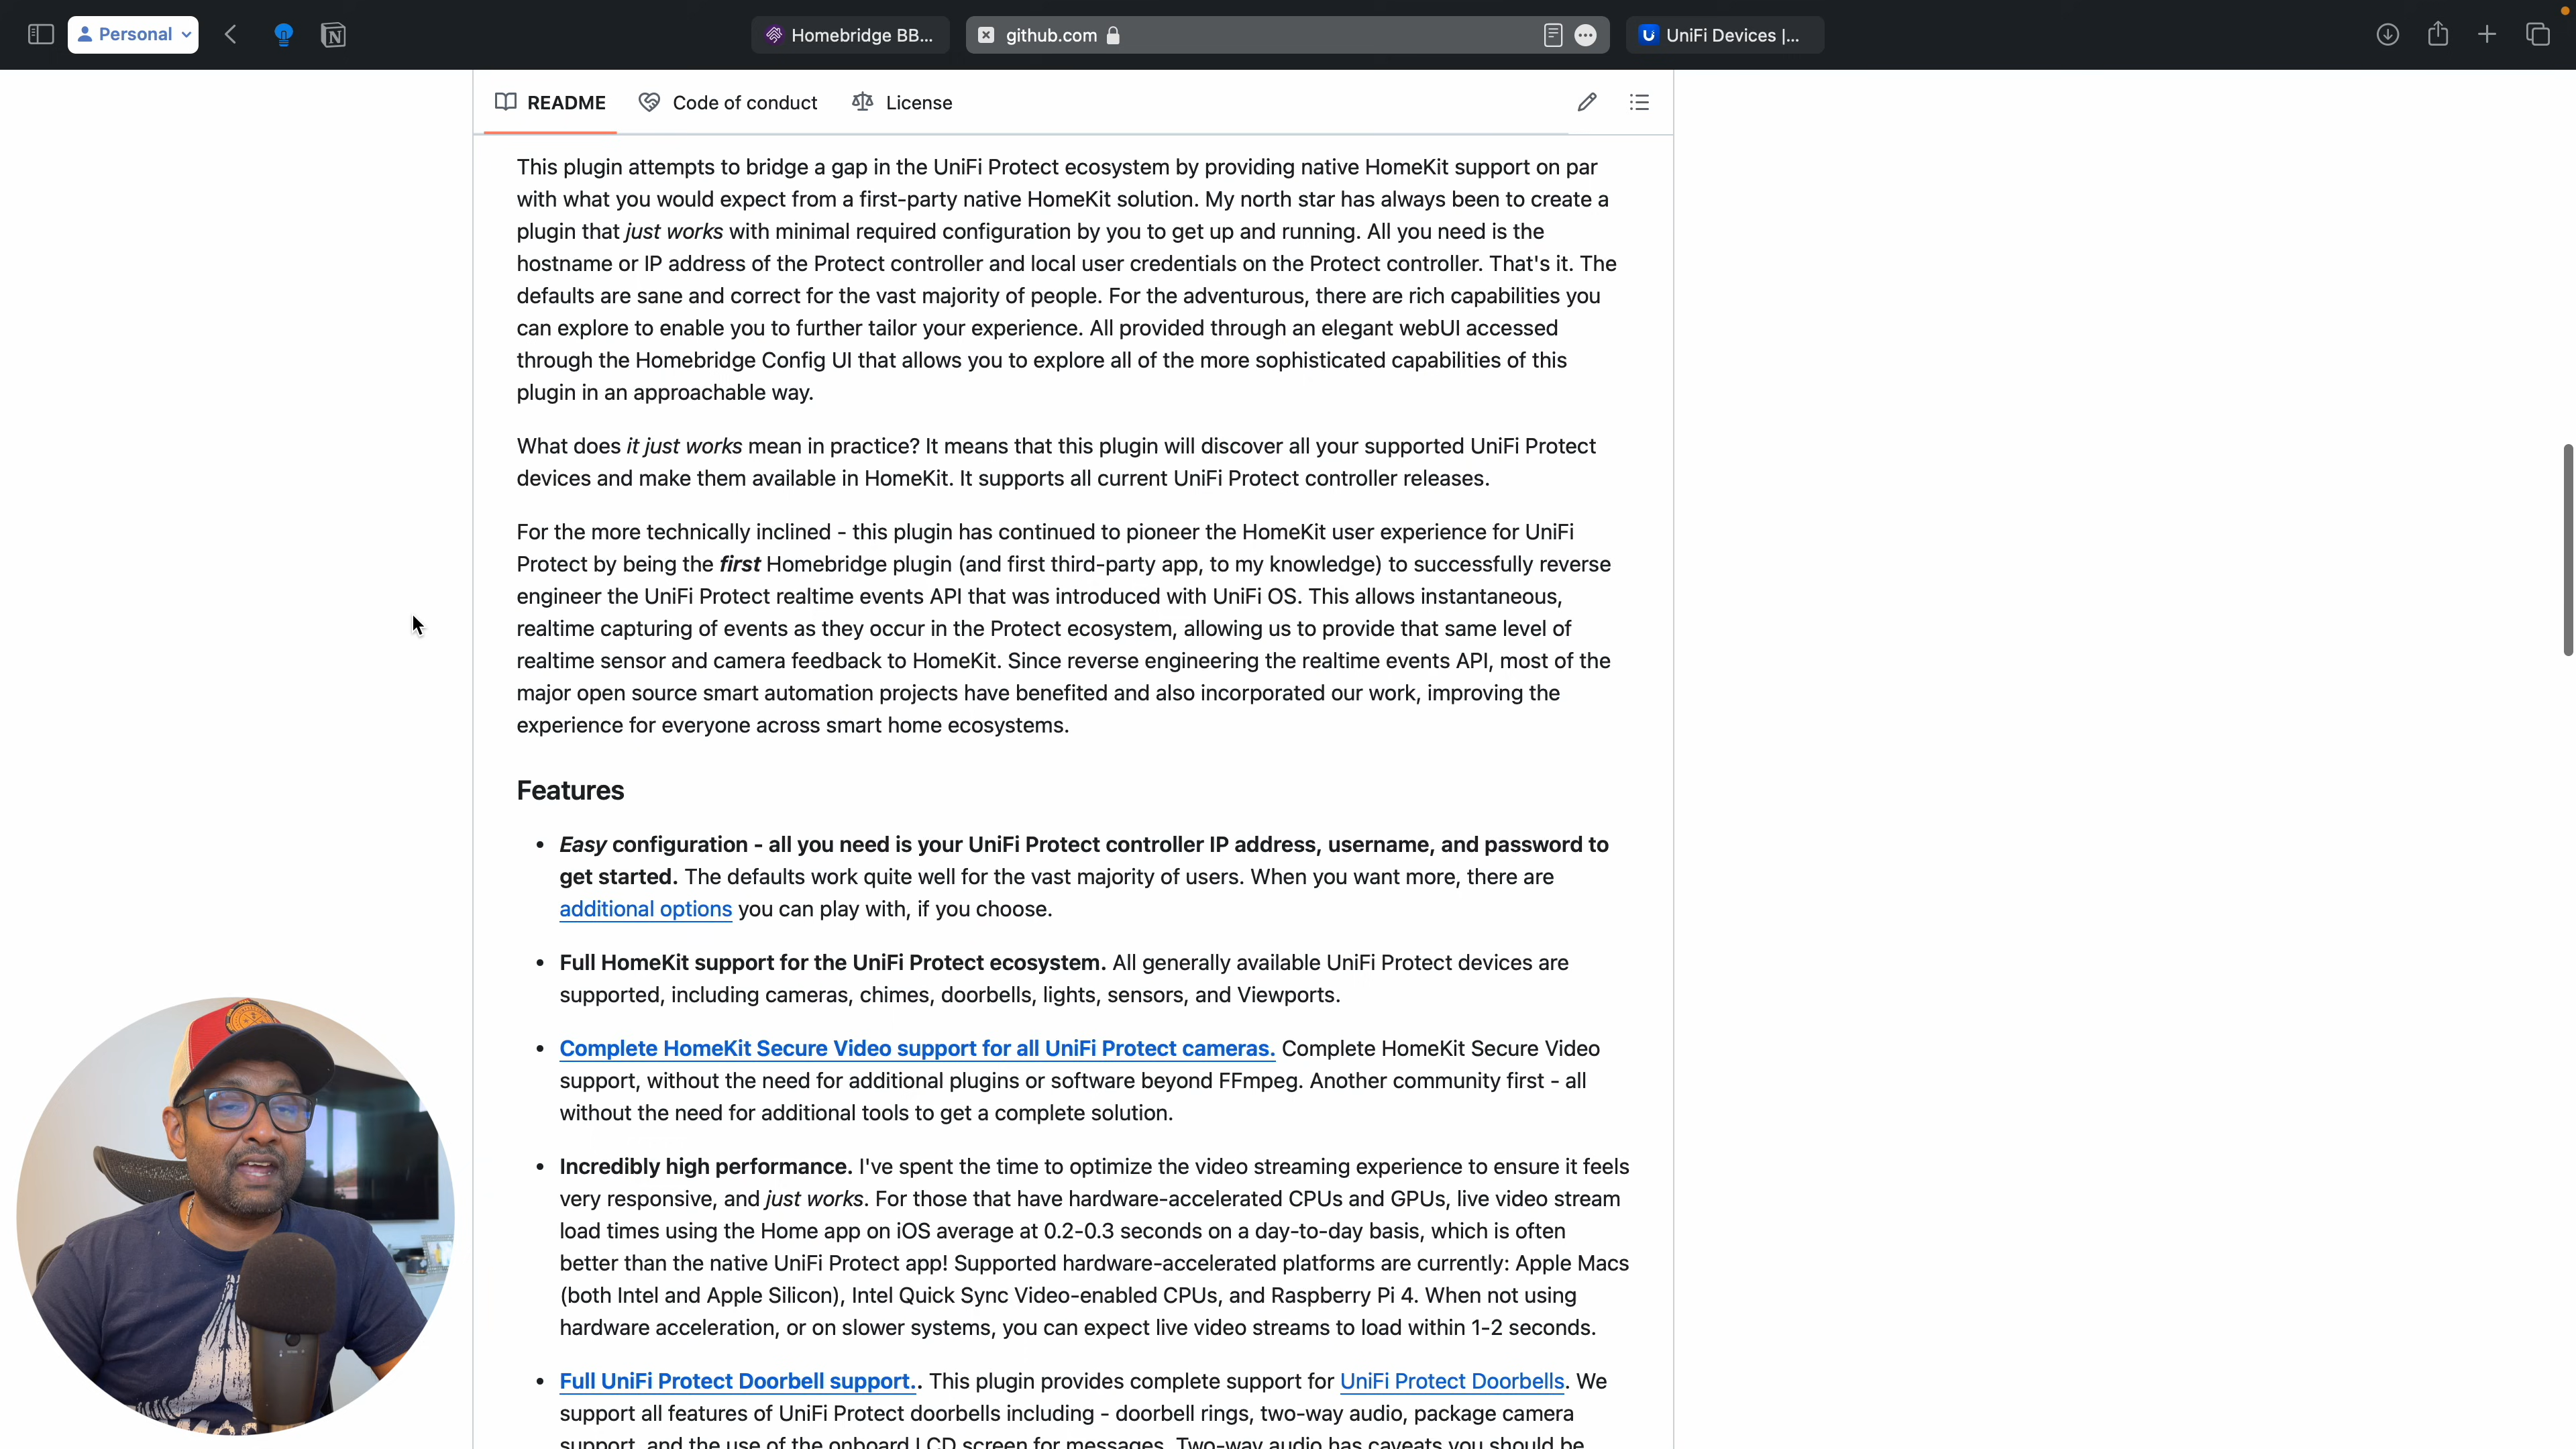 Personal
Homebridge BB...
github.com
UniFi Devices |...
README
Code of conduct
License
This plugin attempts to bridge a gap in the UniFi Protect ecosystem by providing native HomeKit support on par
with what you would expect from a first-party native HomeKit solution. My north star has always been to create a
plugin that just works with minimal required configuration by you to get up and running. All you need is the
hostname or IP address of the Protect controller and local user credentials on the Protect controller. That's it. The
defaults are sane and correct for the vast majority of people. For the adventurous, there are rich capabilities you
can explore to enable you to further tailor your experience. All provided through an elegant webUI accessed
through the Homebridge Config UI that allows you to explore all of the more sophisticated capabilities of this
plugin in an approachable way.
What does it just works mean in practice? It means that this plugin will discover all your supported UniFi Protect
devices and make them available in HomeKit. It supports all current UniFi Protect controller releases.
For the more technically inclined - this plugin has continued to pioneer the HomeKit user experience for UniFi
Protect by being the first Homebridge plugin (and first third-party app, to my knowledge) to successfully reverse
engineer the UniFi Protect realtime events API that was introduced with UniFi OS. This allows instantaneous,
realtime capturing of events as they occur in the Protect ecosystem, allowing us to provide that same level of
realtime sensor and camera feedback to HomeKit. Since reverse engineering the realtime events API, most of the
major open source smart automation projects have benefited and also incorporated our work, improving the
experience for everyone across smart home ecosystems.
Features
• Easy configuration - all you need is your UniFi Protect controller IP address, username, and password to
get started. The defaults work quite well for the vast majority of users. When you want more, there are
additional options you can play with, if you choose.
• Full HomeKit support for the UniFi Protect ecosystem. All generally available UniFi Protect devices are
supported, including cameras, chimes, doorbells, lights, sensors, and Viewports.
• Complete HomeKit Secure Video support for all UniFi Protect cameras. Complete HomeKit Secure Video
support, without the need for additional plugins or software beyond FFmpeg. Another community first - all
without the need for additional tools to get a complete solution.
• Incredibly high performance. I've spent the time to optimize the video streaming experience to ensure it feels
very responsive, and just works. For those that have hardware-accelerated CPUs and GPUs, live video stream
load times using the Home app on iOS average at 0.2-0.3 seconds on a day-to-day basis, which is often
better than the native UniFi Protect app! Supported hardware-accelerated platforms are currently: Apple Macs
(both Intel and Apple Silicon), Intel Quick Sync Video-enabled CPUs, and Raspberry Pi 4. When not using
hardware acceleration, or on slower systems, you can expect live video streams to load within 1-2 seconds.
• Full UniFi Protect Doorbell support.. This plugin provides complete support for UniFi Protect Doorbells. We
support all features of UniFi Protect doorbells including - doorbell rings, two-way audio, package camera
support, and the use of the onboard LCD screen for messages. Two-way audio has caveats you should be